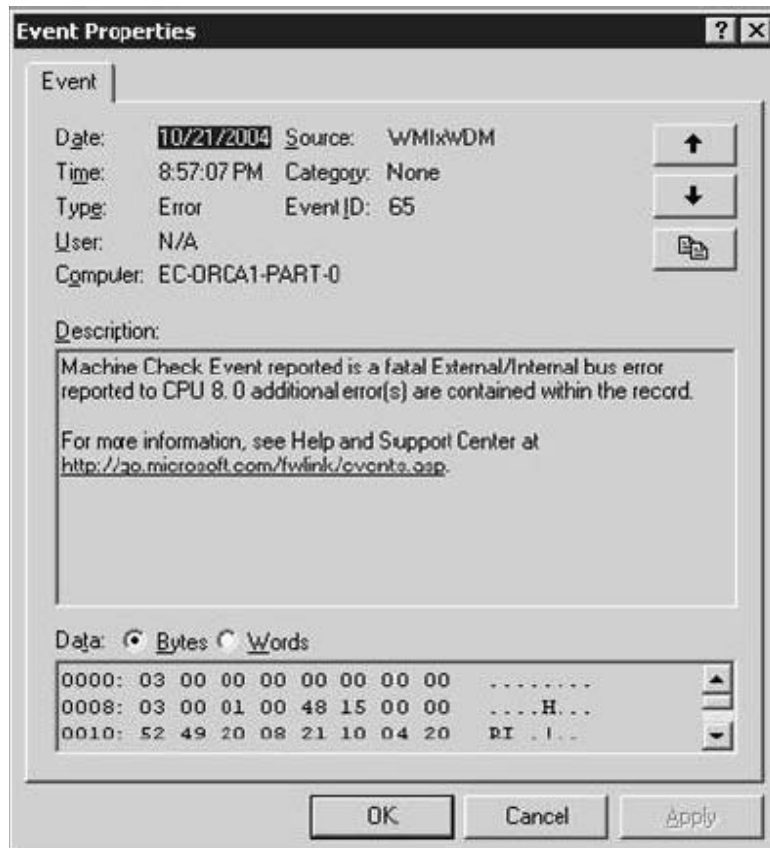 Event Properties
Event
Date: 10/21/2004 Source: WMIxWDM
Time: 8:57:07 PM Category: None
Type: Error Event ID: 65
User: N/A
Computer: EC-ORCA1-PART-0
Description:
Machine Check Event reported is a fatal External/Internal bus error
reported to CPU 8. 0 additional error(s) are contained within the record.
For more information, see Help and Support Center at
http://go.microsoft.com/fwlink/events.asp.
Data: Bytes Words
0000: 03 00 00 00 00 00 00 00 ........
0008: 03 00 01 00 48 15 00 00 ....H...
0010: 52 49 20 08 21 10 04 20 RI .!..
OK Cancel Apply